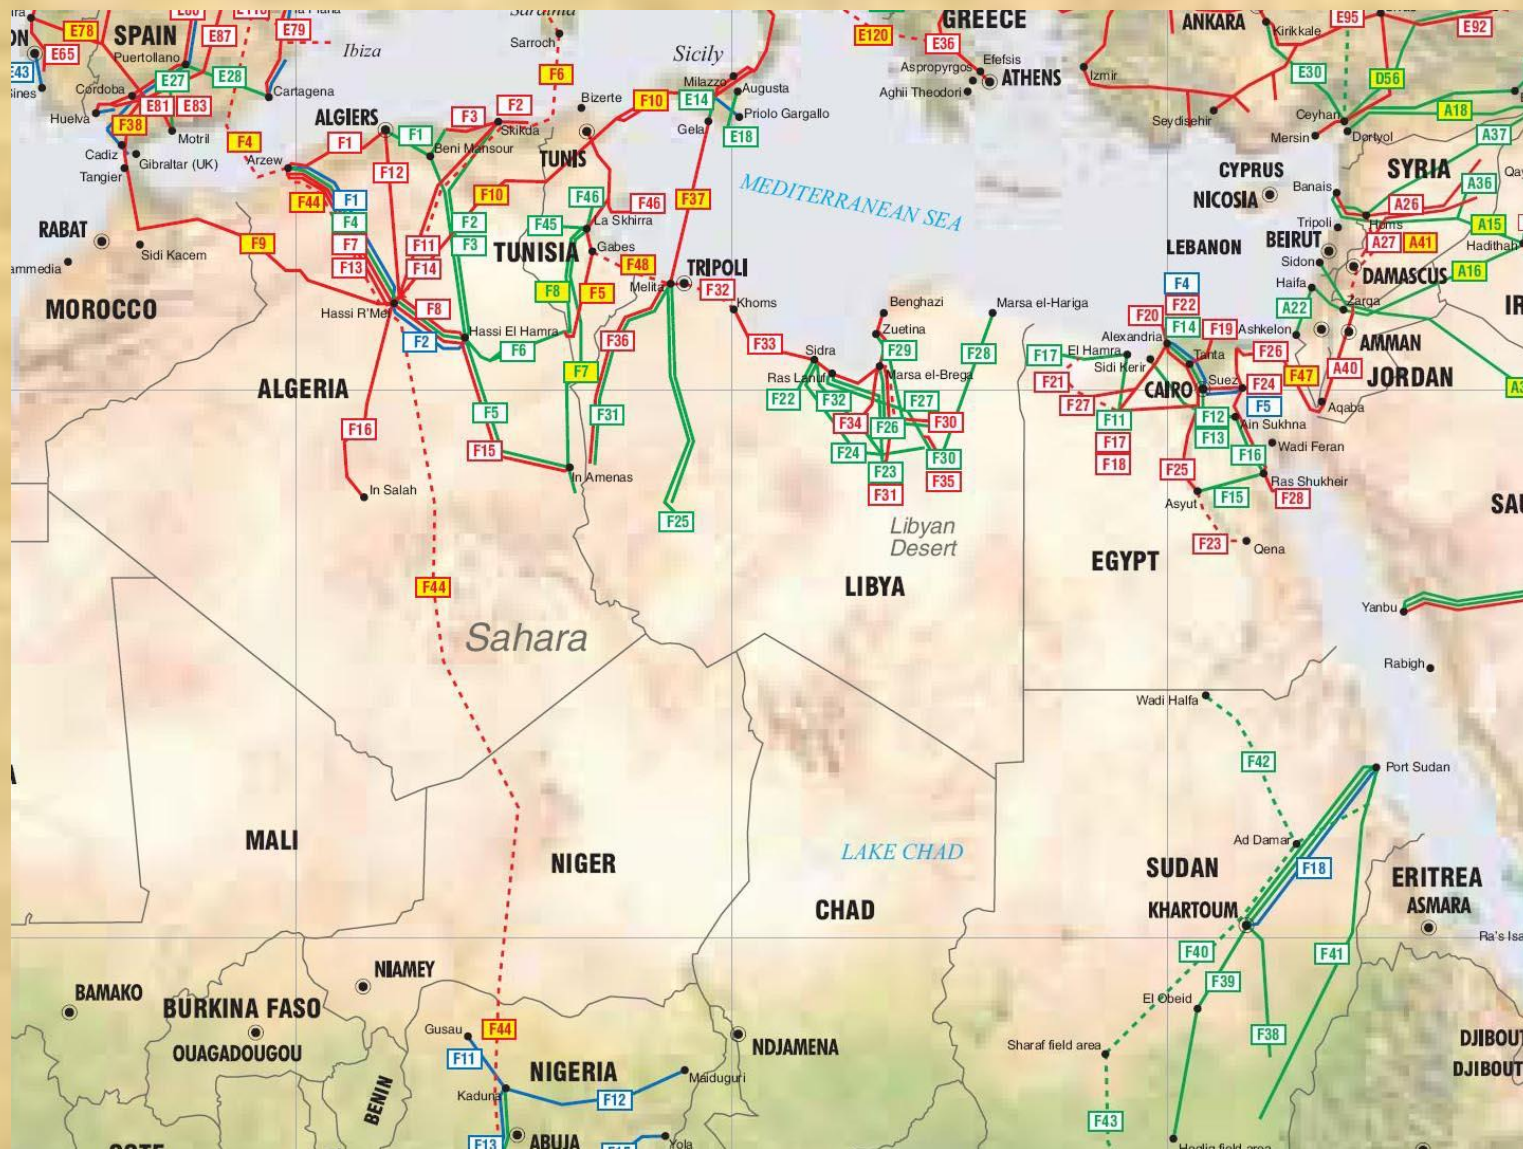 E78
SPAIN
E87
E79
E65
Puertollano
E27
E28
E43
Cordoba
Cartagena
E81
E83
Huelva
F38
Motril
Cadiz
Gibraltar (UK)
Tangier
Ibiza
Sardinia
Sarroch
F6
Sicily
Milazzo
Augusta
E14
Priolo Gargallo
Gela
E18
E120
GREECE
E36
Efefsis
Aspropyrgos
ATHENS
Aghii Theodori
ANKARA
Kirikkale
E95
E92
Izmir
E30
D56
Seydisehir
Ceyhan
A18
Mersin
Dortyol
A37
ALGIERS
F1
F1
F3
F2
Skikda
Beni Mansour
Bizerte
F10
TUNIS
F4
Arzew
F12
F44
F1
F4
F7
F13
F10
F2
F3
F11
F14
F46
F46
F45
La Skhirra
TUNISIA
Gabes
F48
F37
MEDITERRANEAN SEA
CYPRUS
NICOSIA
SYRIA
Banais
A36
A26
Homs
A15
Tripoli
A27
A41
Hadithah
BEIRUT
LEBANON
Sidon
DAMASCUS
A16
Haifa
Zarqa
A22
Ashkelon
AMMAN
JORDAN
A40
F47
Aqaba
RABAT
Sidi Kacem
F9
MOROCCO
Hassi R'Mel
F8
F2
Hassi El Hamra
F6
F8
F5
F36
F7
Melita
TRIPOLI
F32
Khoms
F33
Benghazi
Zuetina
F29
Marsa el-Hariga
F28
Sidra
Ras Lanuf
Marsa el-Brega
F22
F32
F27
F34
F26
F30
F24
F23
F30
F31
F35
F4
F22
F20
F14
F19
Alexandria
F17
El Hamra
Sidi Kerir
Tanta
F26
F21
CAIRO
Suez
F24
F27
F5
F11
F12
Ain Sukhna
F17
F13
Wadi Feran
F18
F16
F25
Ras Shukheir
Asyut
F15
F28
F23
Qena
ALGERIA
F16
F5
F15
F31
In Amenas
In Salah
F25
Libyan
Desert
LIBYA
EGYPT
F44
Sahara
Yanbu
Rabigh
Wadi Halfa
F42
Port Sudan
Ad Damar
MALI
NIGER
LAKE CHAD
SUDAN
F18
ERITREA
CHAD
KHARTOUM
ASMARA
F40
F41
F39
NIAMEY
BAMAKO
BURKINA FASO
OUAGADOUGOU
El Obeid
F38
Gusau
F44
F11
NDJAMENA
Sharaf field area
NIGERIA
Maiduguri
BENIN
Kaduna
F12
F43
F13
ABUJA
Yola
Heglig field area